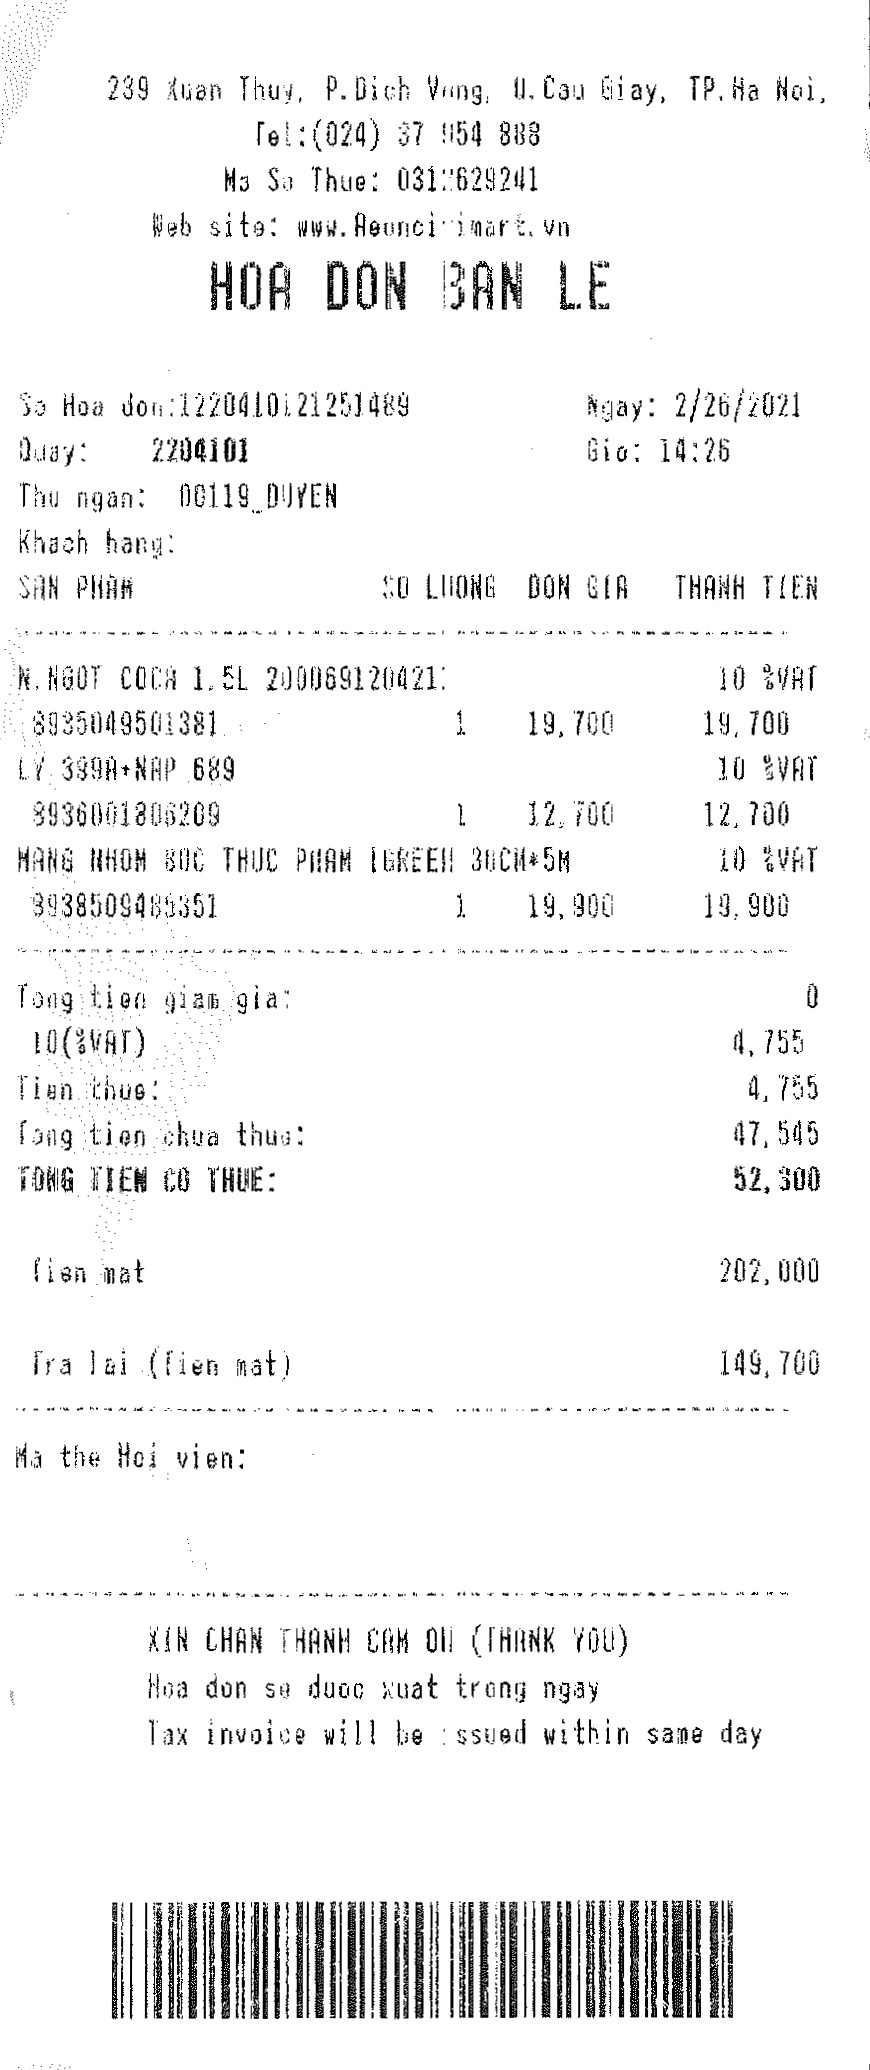 239 Xuan Thuy, P.Dich Vong, Q.Cau Giay, TP.Ha Noi,
Tel:(024) 37 954 888
Ma So Thue:
Web site:
HOA DON BAN LE
So Hoa don:1220410121251489
Ngay: 2/26/2021
Quay: 2204101
Gio: 14:26
Thu ngan: 00119_DUYEN
Khach hang:
SAN PHAM SO LUONG DON GIA THANH TIEN
N.NGOT COCA 1.5L 10 %VAT
8935049501381 1 19,700 19,700
LY 399A+NAP 689 10 %VAT
8936001806209 1 12,700 12,700
MANG NHOM BOC THUC PHAM IGREEN 30CM*5M 10 %VAT
8938509485351 1 19,900 19,900
Tong tien giam gia: 0
10(%VAT) 4,755
Tien thue: 4,755
Tong tien chua thue: 47,545
TONG TIEN CO THUE: 52,300
Tien mat 202,000
Tra lai (Tien mat) 149,700
Ma the Hoi vien:
XIN CHAN THANH CAM ON (THANK YOU)
Hoa don se duoc xuat trong ngay
Tax invoice will be issued within same day